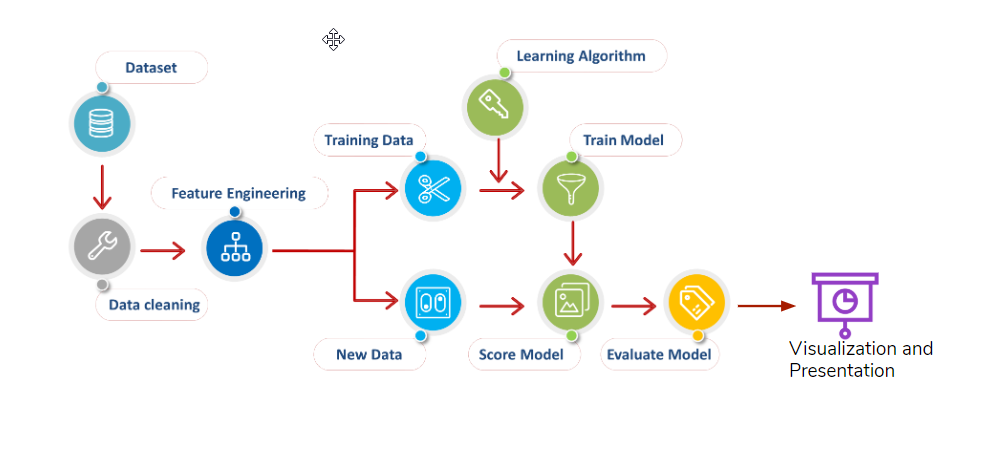 Learning Algorithm
Dataset
Training Data
Train Model
Feature Engineering
Data cleaning
New Data
Score Model
Evaluate Model
Visualization and
Presentation